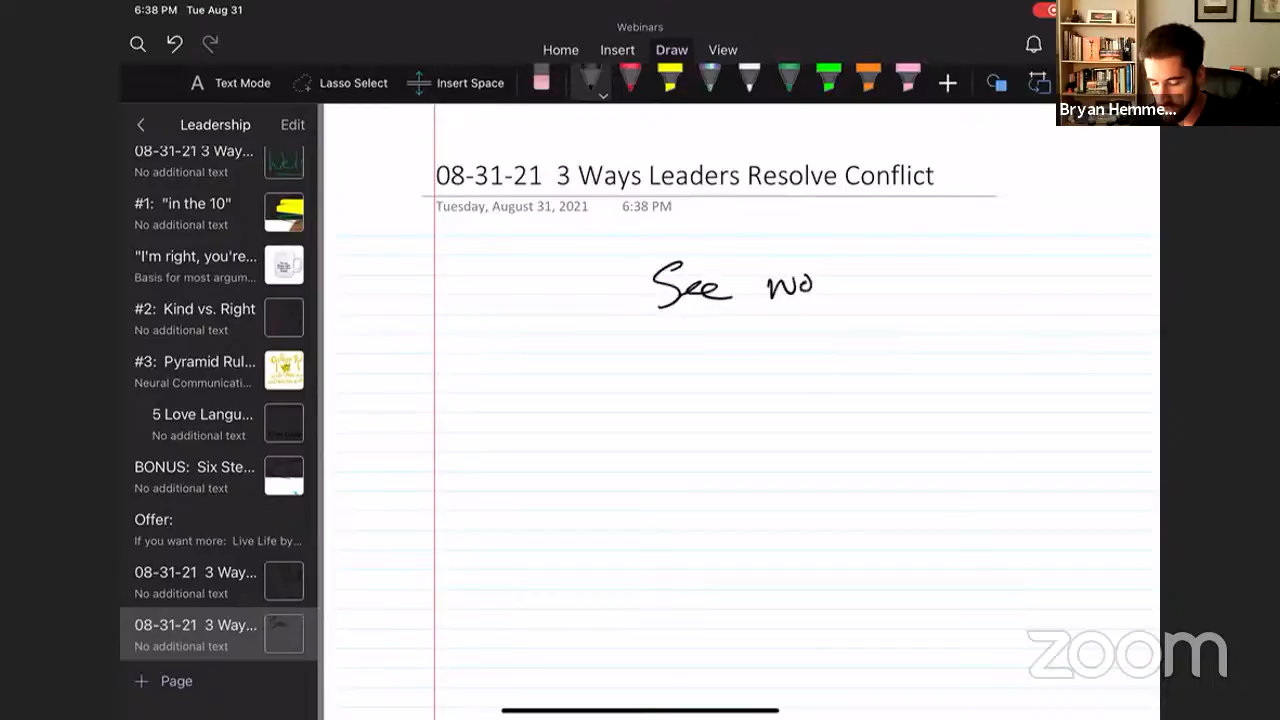 6:38 PM Tue Aug 31
Webinars
Home Insert Draw View
Text Mode Lasso Select Insert Space
Bryan Hemme...
Leadership Edit
08-31-21 3 Way...
No additional text
#1: "in the 10"
No additional text
"I'm right, you're...
Basis for most argum...
#2: Kind vs. Right
No additional text
#3: Pyramid Rul...
Neural Communicati...
5 Love Langu...
No additional text
BONUS: Six Ste...
No additional text
Offer:
If you want more: Live Life by...
08-31-21 3 Way...
No additional text
08-31-21 3 Way...
No additional text
+ Page
08-31-21 3 Ways Leaders Resolve Conflict
Tuesday, August 31, 2021 6:38 PM
See no
zoom